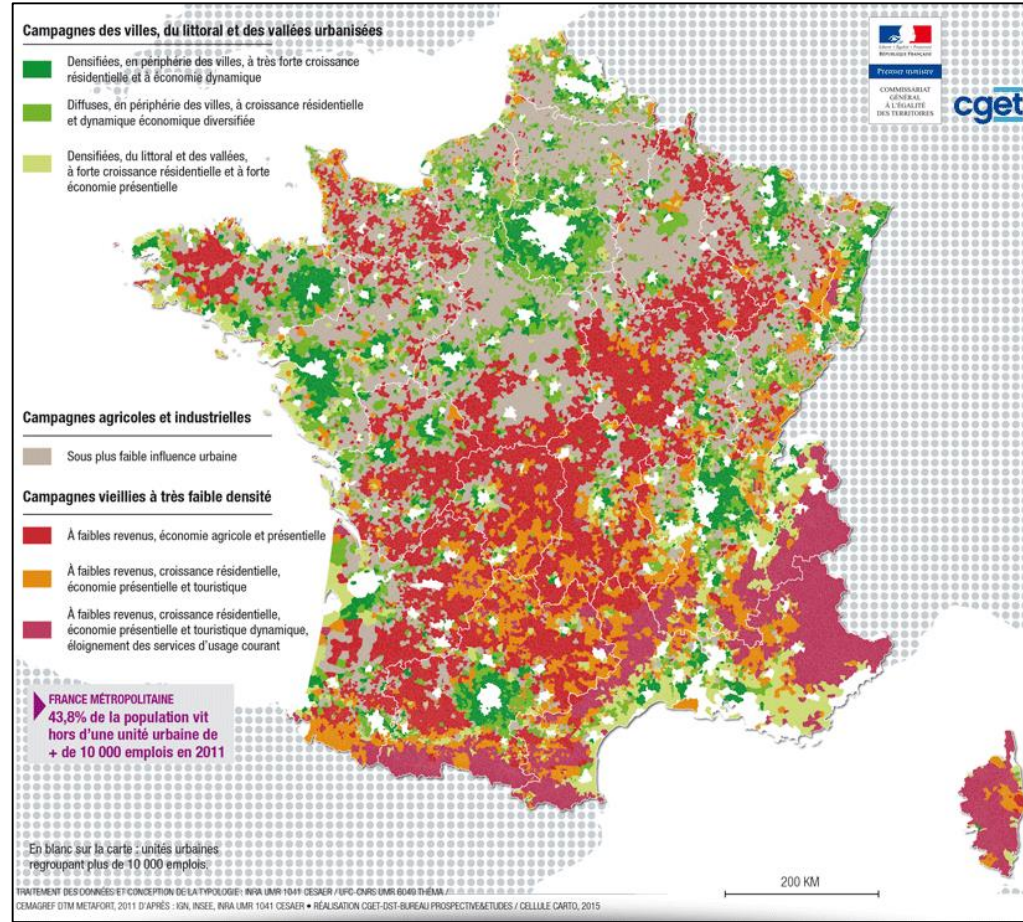 Campagnes des villes, du littoral et des vallées urbanisées
Densifiées, en périphérie des villes, à très forte croissance
résidentielle et à économie dynamique
Diffuses, en périphérie des villes, à croissance résidentielle
et dynamique économique diversifiée
Densifiées, du littoral et des vallées,
à forte croissance résidentielle et à forte
économie présentielle
Campagnes agricoles et industrielles
Sous plus faible influence urbaine
Campagnes vieillies à très faible densité
À faibles revenus, économie agricole et présentielle
À faibles revenus, croissance résidentielle,
économie présentielle et touristique
À faibles revenus, croissance résidentielle,
économie présentielle et touristique dynamique,
éloignement des services d'usage courant
FRANCE MÉTROPOLITAINE
43,8% de la population vit
hors d'une unité urbaine de
+ de 10 000 emplois en 2011
En blanc sur la carte : unités urbaines
regroupant plus de 10 000 emplois.
TRAITEMENT DES DONNÉES ET CONCEPTION DE LA TYPOLOGIE : INRA UMR 1041 CESAER / UFC-CNRS UMR 6049 THÉMA /
CEMAGREF DTM METAFORT, 2011 D'APRÈS : IGN, INSEE, INRA UMR 1041 CESAER • RÉALISATION CGET-DST-BUREAU PROSPECTIVE&ETUDES / CELLULE CARTO, 2015
200 KM
Liberté • Égalité • Fraternité
RÉPUBLIQUE FRANÇAISE
Premier ministre
COMMISSARIAT
GÉNÉRAL
À L'ÉGALITÉ
DES TERRITOIRES
cget